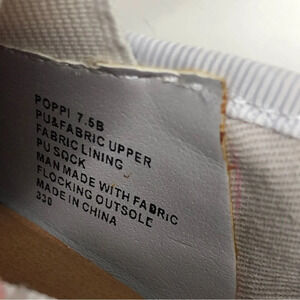 POPPI 7.5B
PU&FABRIC UPPER
FABRIC LINING
PU SOCK
MAN MADE WITH FABRIC
FLOCKING OUTSOLE
MADE IN CHINA
330